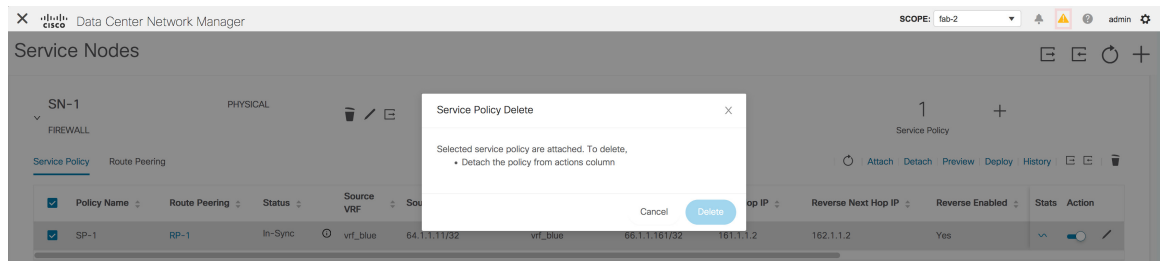 cisco Data Center Network Manager SCOPE: fab-2 admin
Service Nodes
SN-1 PHYSICAL
FIREWALL
1
Service Policy
Service Policy Route Peering Attach Detach Preview Deploy History
Service Policy Delete
Selected service policy are attached. To delete,
• Detach the policy from actions column
Cancel Delete
Policy Name Route Peering Status Source VRF Sou op IP Reverse Next Hop IP Reverse Enabled Stats Action
SP-1 RP-1 In-Sync vrf_blue 64.1.1.11/32 vrf_blue 66.1.1.161/32 161.1.1.2 162.1.1.2 Yes